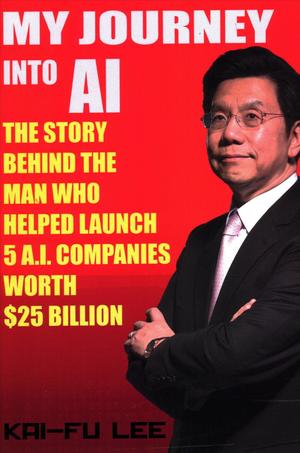 MY JOURNEY
INTO AI
THE STORY
BEHIND THE
MAN WHO
HELPED LAUNCH
5 A.I. COMPANIES
WORTH
$25 BILLION
KAI-FU LEE